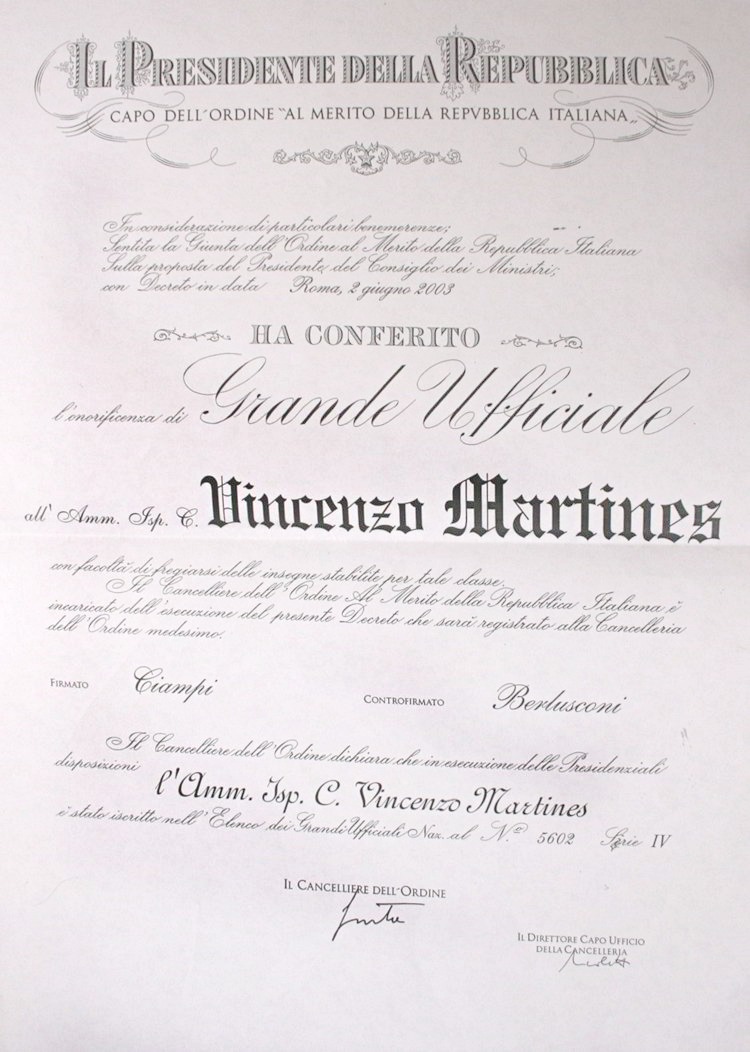 IL PRESIDENTE DELLA REPUBBLICA
CAPO DELL'ORDINE "AL MERITO DELLA REPVBBLICA ITALIANA"
In considerazione di particolari benemerenze;
Sentita la Giunta dell'Ordine al Merito della Repubblica Italiana
Sulla proposta del Presidente del Consiglio dei Ministri;
con Decreto in data Roma, 2 giugno 2003
HA CONFERITO
l'onorificenza di Grande Ufficiale
all' Amm. Isp. C. Vincenzo Martines
con facoltà di fregiarsi delle insegne stabilite per tale classe.
Il Cancelliere dell'Ordine Al Merito della Repubblica Italiana è
incaricato dell'esecuzione del presente Decreto che sarà registrato alla Cancelleria
dell'Ordine medesimo.
FIRMATO Ciampi CONTROFIRMATO Berlusconi
Il Cancelliere dell'Ordine dichiara che in esecuzione delle Presidenziali
disposizioni l'Amm. Isp. C. Vincenzo Martines
è stato iscritto nell'Elenco dei Grandi Ufficiali Naz. al N.ro 5602 Serie IV
IL CANCELLIERE DELL'ORDINE
IL DIRETTORE CAPO UFFICIO
DELLA CANCELLERIA